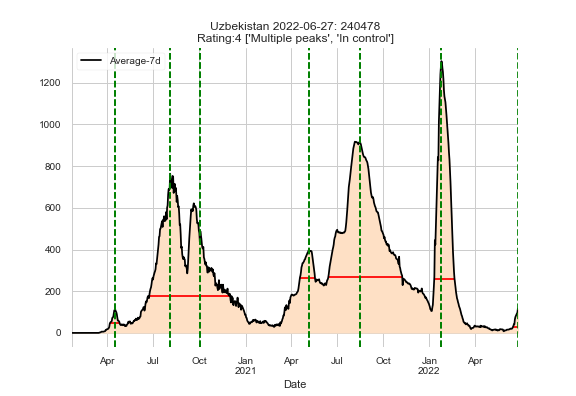 Uzbekistan 2022-06-27: 240478
Rating:4 ['Multiple peaks', 'In control']
Average-7d
1200
1000
800
600
400
200
0
Apr Jul Oct Jan Apr Jul Oct Jan Apr
2021 2022
Date